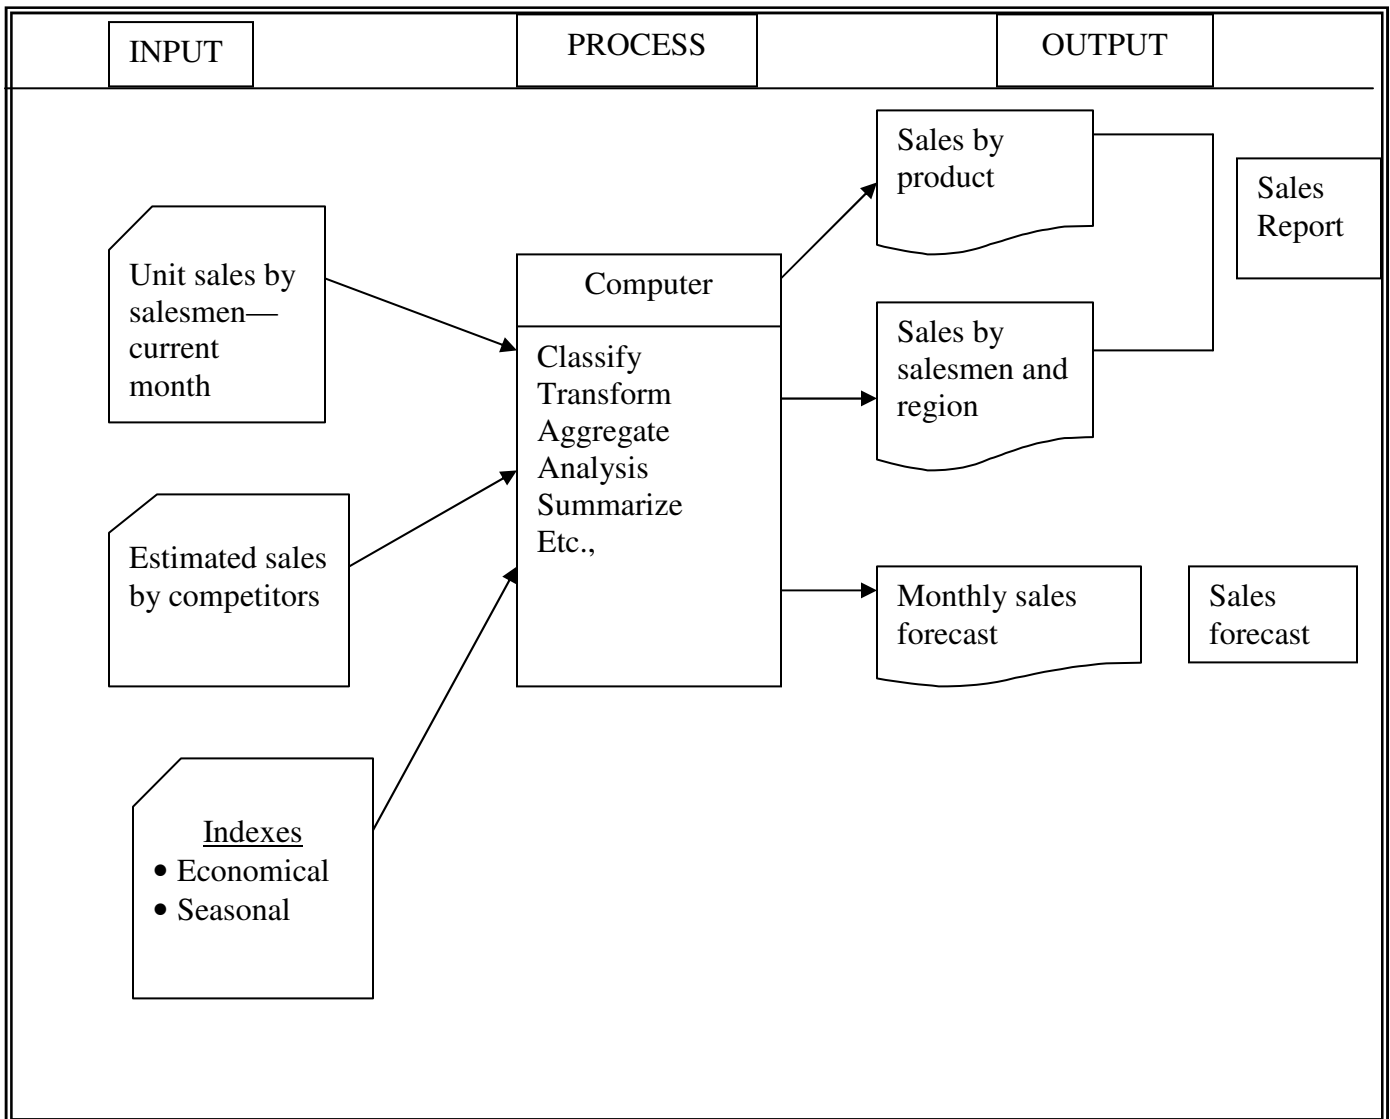 INPUT
PROCESS
OUTPUT
Unit sales by
salesmen—
current
month
Estimated sales
by competitors
Indexes
• Economical
• Seasonal
Computer
Classify
Transform
Aggregate
Analysis
Summarize
Etc.,
Sales by
product
Sales by
salesmen and
region
Monthly sales
forecast
Sales
Report
Sales
forecast